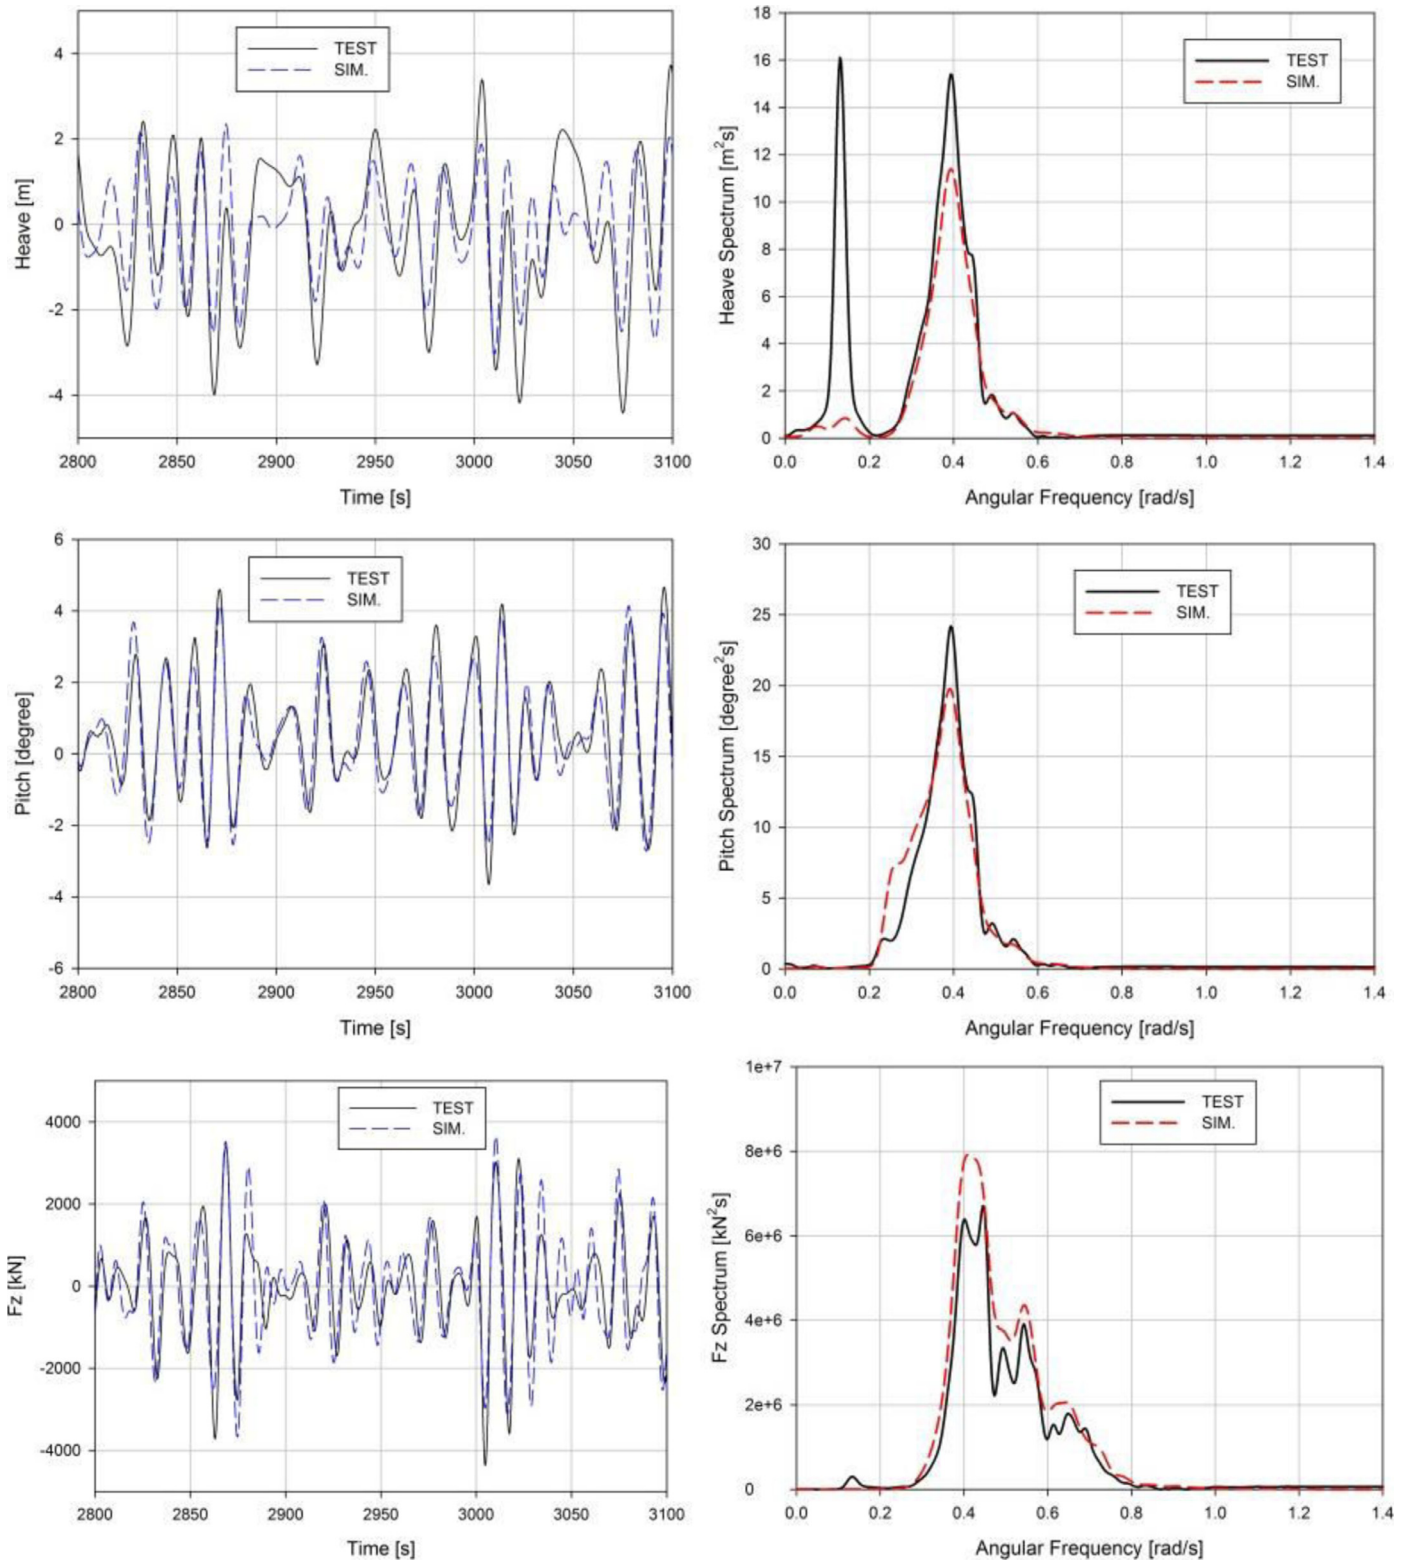 TEST
SIM.
4
2
0
-2
-4
Heave [m]
2800 2850 2900 2950 3000 3050 3100
Time [s]
TEST
SIM.
18
16
14
12
10
8
6
4
2
0
Heave Spectrum [m²s]
0.0 0.2 0.4 0.6 0.8 1.0 1.2 1.4
Angular Frequency [rad/s]
TEST
SIM.
6
4
2
0
-2
-4
-6
Pitch [degree]
2800 2850 2900 2950 3000 3050 3100
Time [s]
TEST
SIM.
30
25
20
15
10
5
0
Pitch Spectrum [degree²s]
0.0 0.2 0.4 0.6 0.8 1.0 1.2 1.4
Angular Frequency [rad/s]
TEST
SIM.
4000
2000
0
-2000
-4000
Fz [kN]
2800 2850 2900 2950 3000 3050 3100
Time [s]
TEST
SIM.
1e+7
8e+6
6e+6
4e+6
2e+6
0
Fz Spectrum [kN²s]
0.0 0.2 0.4 0.6 0.8 1.0 1.2 1.4
Angular Frequency [rad/s]